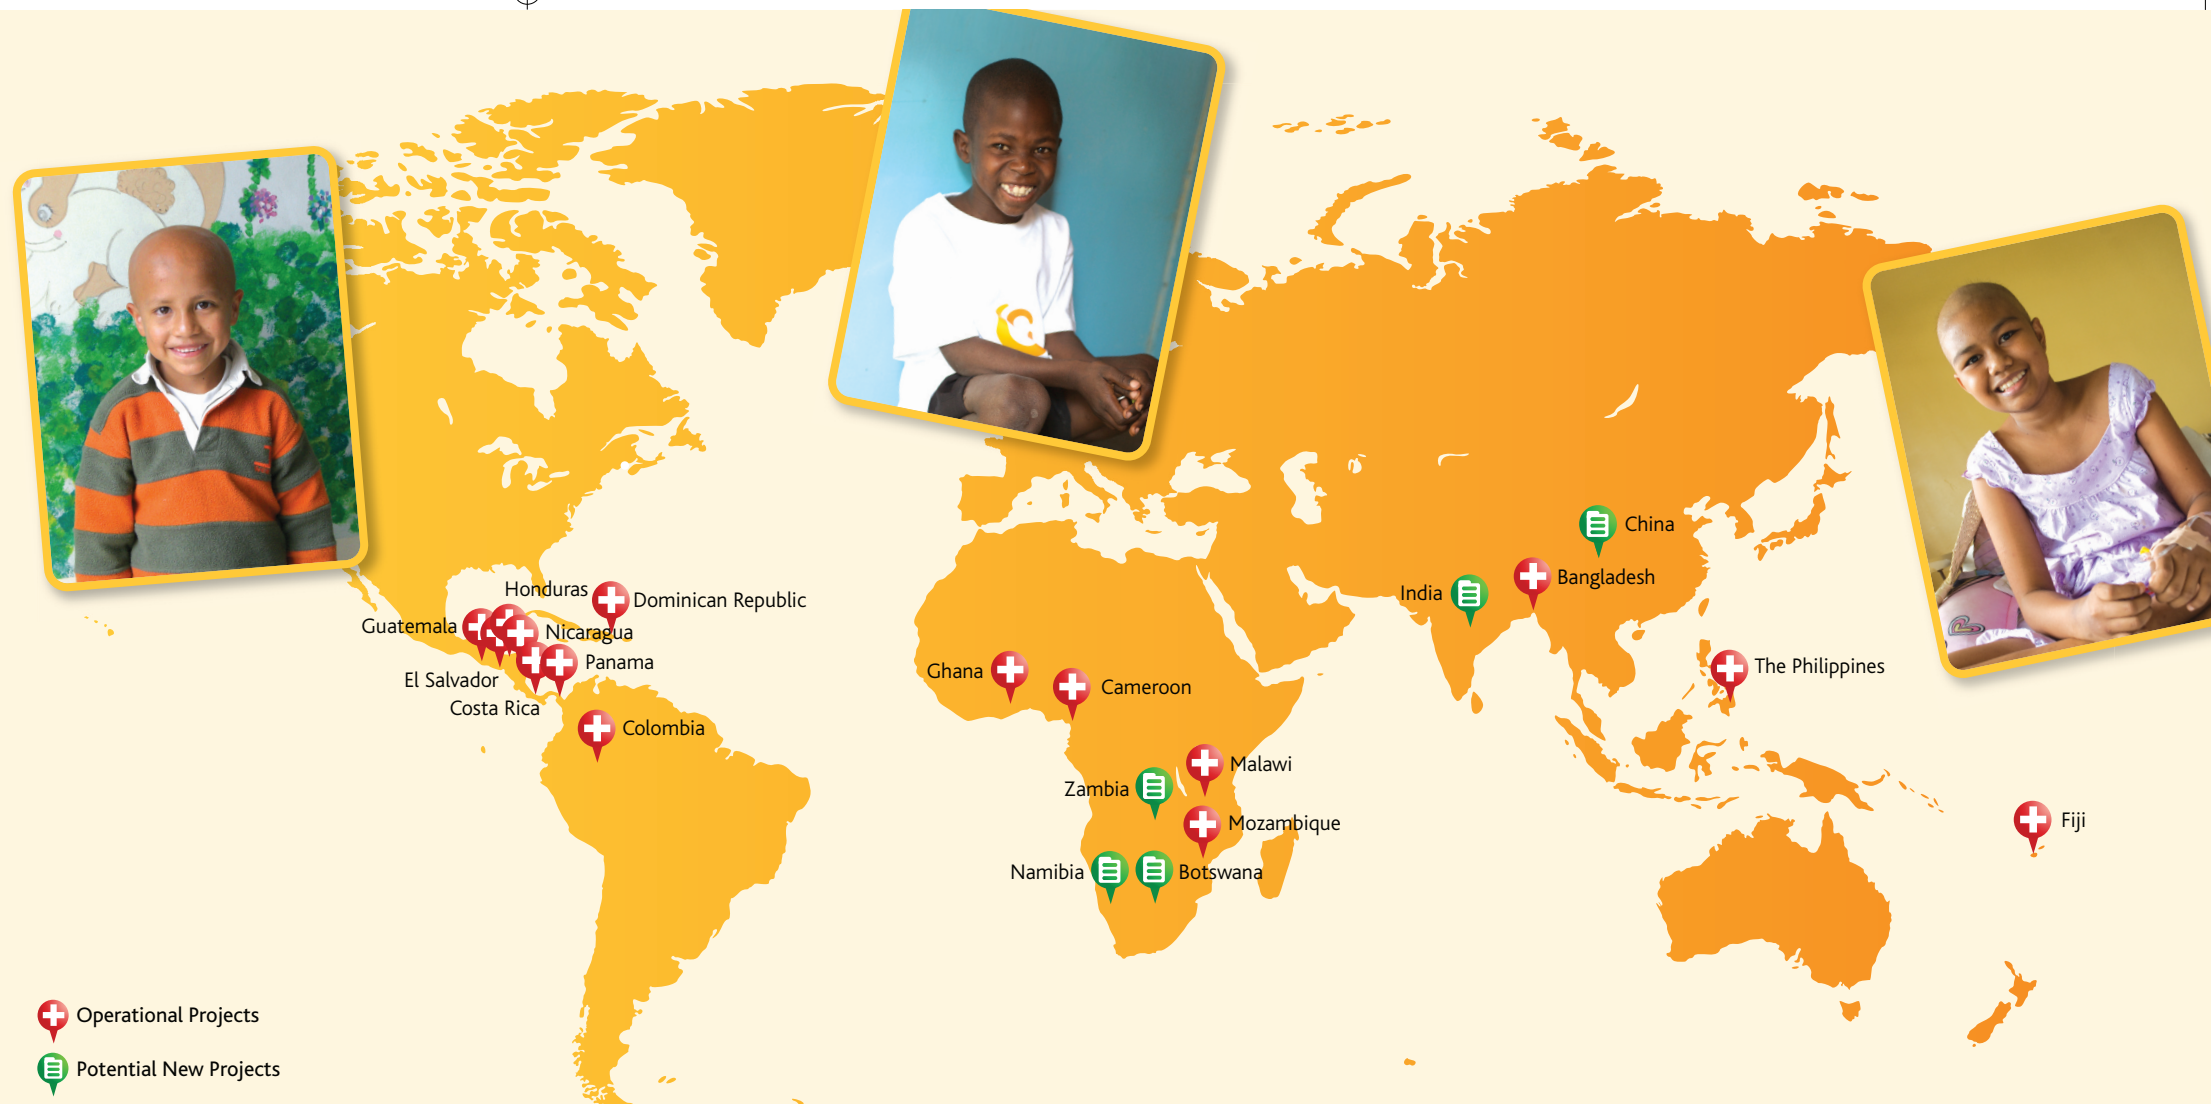 Honduras
Dominican Republic
Guatemala
Nicaragua
El Salvador
Panama
Costa Rica
Colombia
Ghana
Cameroon
Malawi
Zambia
Mozambique
Namibia
Botswana
China
India
Bangladesh
The Philippines
Fiji
Operational Projects
Potential New Projects